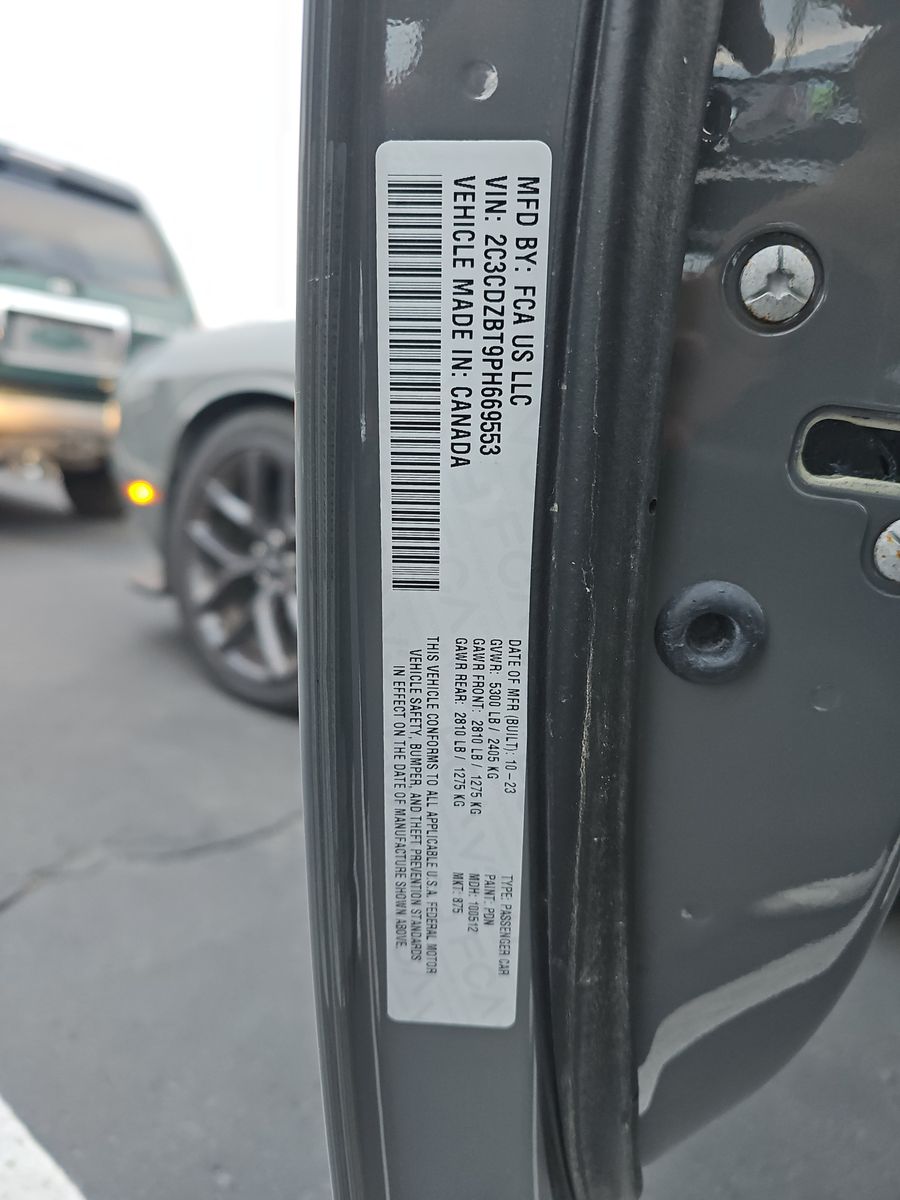 MFD BY: FCA US LLC
VIN: 2C3CDZBT9PH669553
VEHICLE MADE IN: CANADA
DATE OF MFR (BUILT): 10-23
GVWR: 5300 LB / 2405 KG
GAWR FRONT: 2810 LB / 1275 KG
GAWR REAR: 2810 LB / 1275 KG
TYPE: PASSENGER CAR
PAINT: PDN
MDH: 100512
MKT: 875
THIS VEHICLE CONFORMS TO ALL APPLICABLE U.S.A. FEDERAL MOTOR
VEHICLE SAFETY, BUMPER, AND THEFT PREVENTION STANDARDS
IN EFFECT ON THE DATE OF MANUFACTURE SHOWN ABOVE.